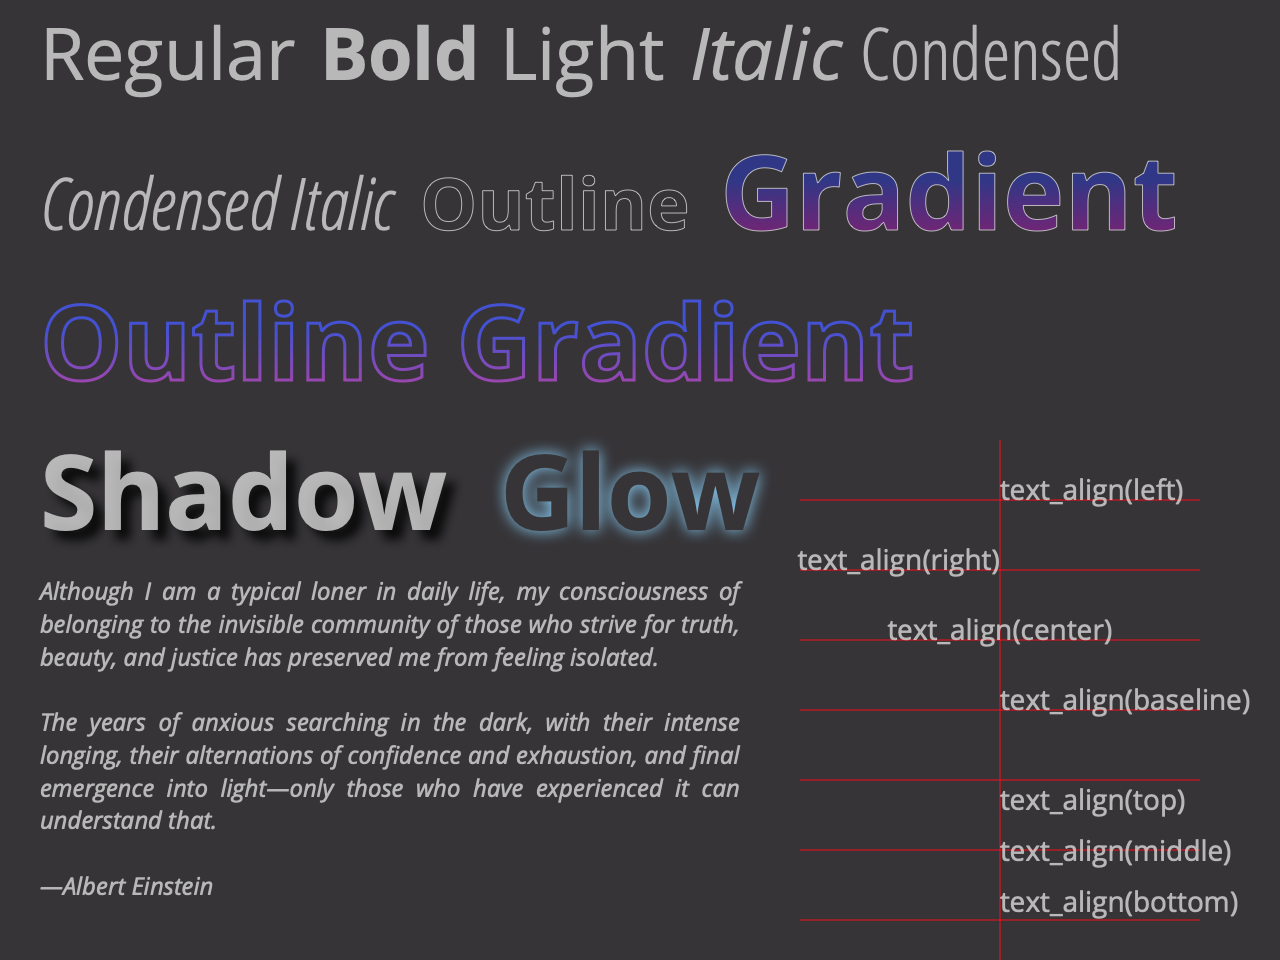 Regular Bold Light Italic Condensed
Condensed Italic Outline Gradient
Outline Gradient
Shadow Glow
Although I am a typical loner in daily life, my consciousness of
belonging to the invisible community of those who strive for truth,
beauty, and justice has preserved me from feeling isolated.
The years of anxious searching in the dark, with their intense
longing, their alternations of confidence and exhaustion, and final
emergence into light—only those who have experienced it can
understand that.
—Albert Einstein
text_align(left)
text_align(right)
text_align(center)
text_align(baseline)
text_align(top)
text_align(middle)
text_align(bottom)